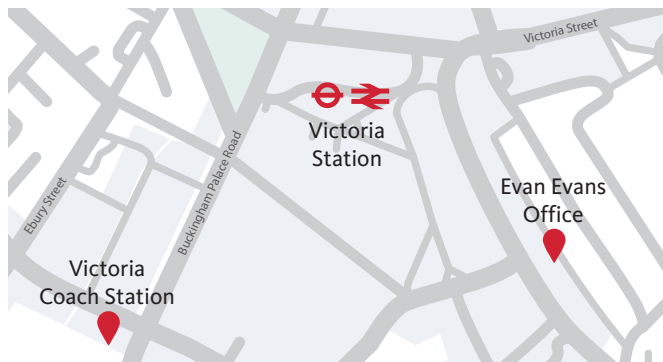 Victoria Street
Victoria
Station
Buckingham Palace Road
Evan Evans
Office
Ebury Street
Victoria
Coach Station